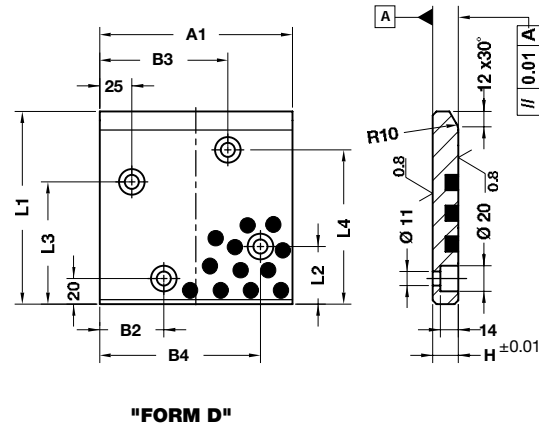 A1
B3
25
L1
L3
20
B2
B4
L2
L4
A
// 0.01 A
12 x30°
R10
0.8
0.8
Ø 11
Ø 20
14
H ±0.01
"FORM D"